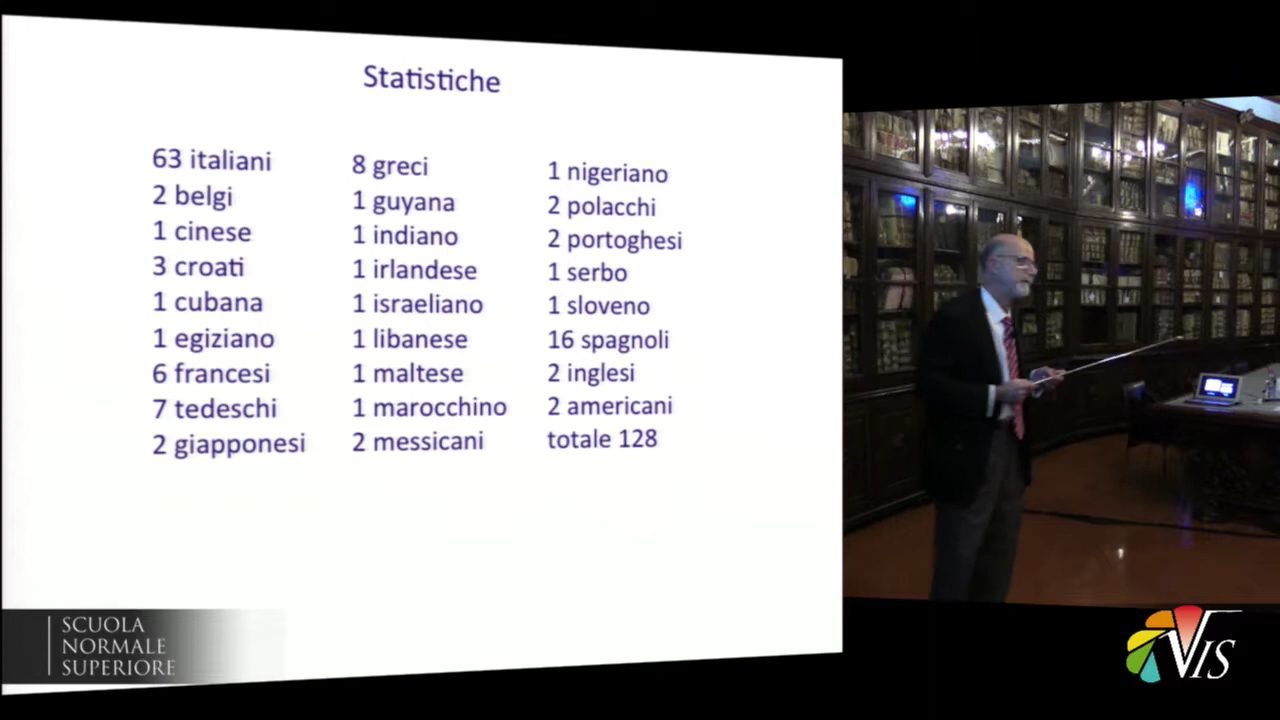 Statistiche
63 italiani
2 belgi
1 cinese
3 croati
1 cubana
1 egiziano
6 francesi
7 tedeschi
2 giapponesi
8 greci
1 guyana
1 indiano
1 irlandese
1 israeliano
1 libanese
1 maltese
1 marocchino
2 messicani
1 nigeriano
2 polacchi
2 portoghesi
1 serbo
1 sloveno
16 spagnoli
2 inglesi
2 americani
totale 128
SCUOLA
NORMALE
SUPERIORE
VIS